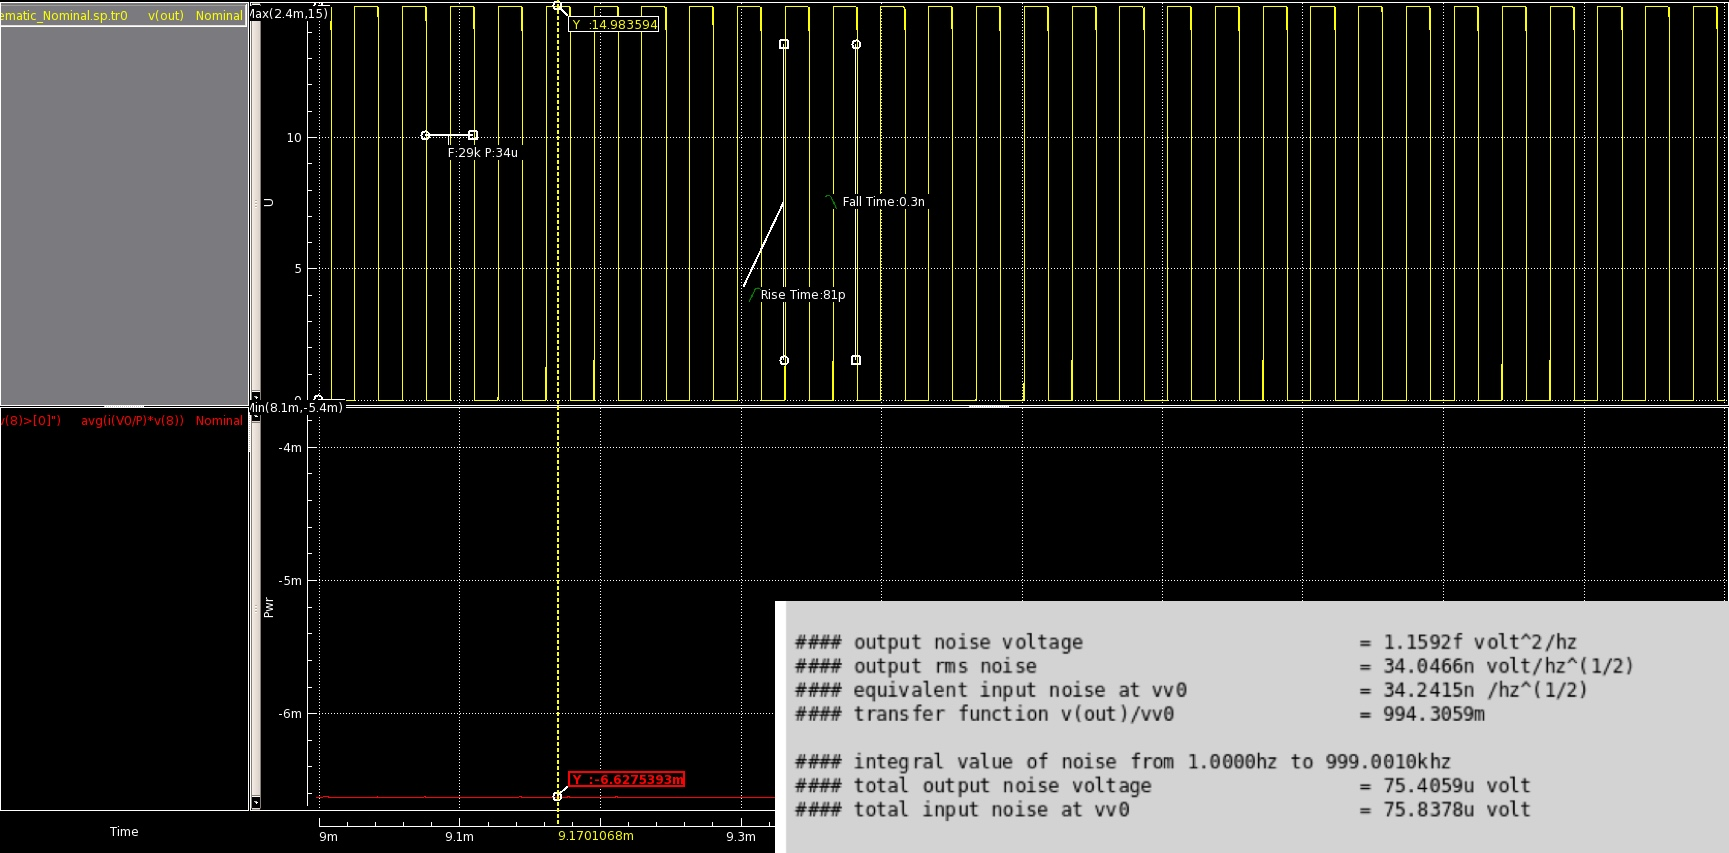 ematic_Nominal.sp.tr0 v(out) Nominal
Max(2.4m,15)
Y :14.983594
10
F:29k P:34u
U
Fall Time:0.3n
5
Rise Time:81p
0
Min(8.1m,-5.4m)
v(8)>[0]") avg(i(V0/P)*v(8)) Nominal
-4m
-5m
Pwr
-6m
Y :-6.6275393m
Time
9m
9.1m
9.1701068m
9.3m
#### output noise voltage = 1.1592f volt^2/hz
#### output rms noise = 34.0466n volt/hz^(1/2)
#### equivalent input noise at vv0 = 34.2415n /hz^(1/2)
#### transfer function v(out)/vv0 = 994.3059m
#### integral value of noise from 1.0000hz to 999.0010khz
#### total output noise voltage = 75.4059u volt
#### total input noise at vv0 = 75.8378u volt